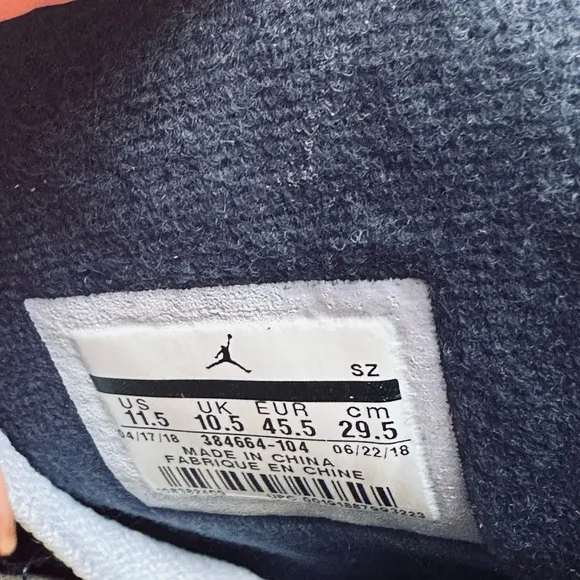 SZ
US UK EUR cm
11.5 10.5 45.5 29.5
04/17/18 384664-104 06/22/18
MADE IN CHINA
FABRIQUE EN CHINE
UPC